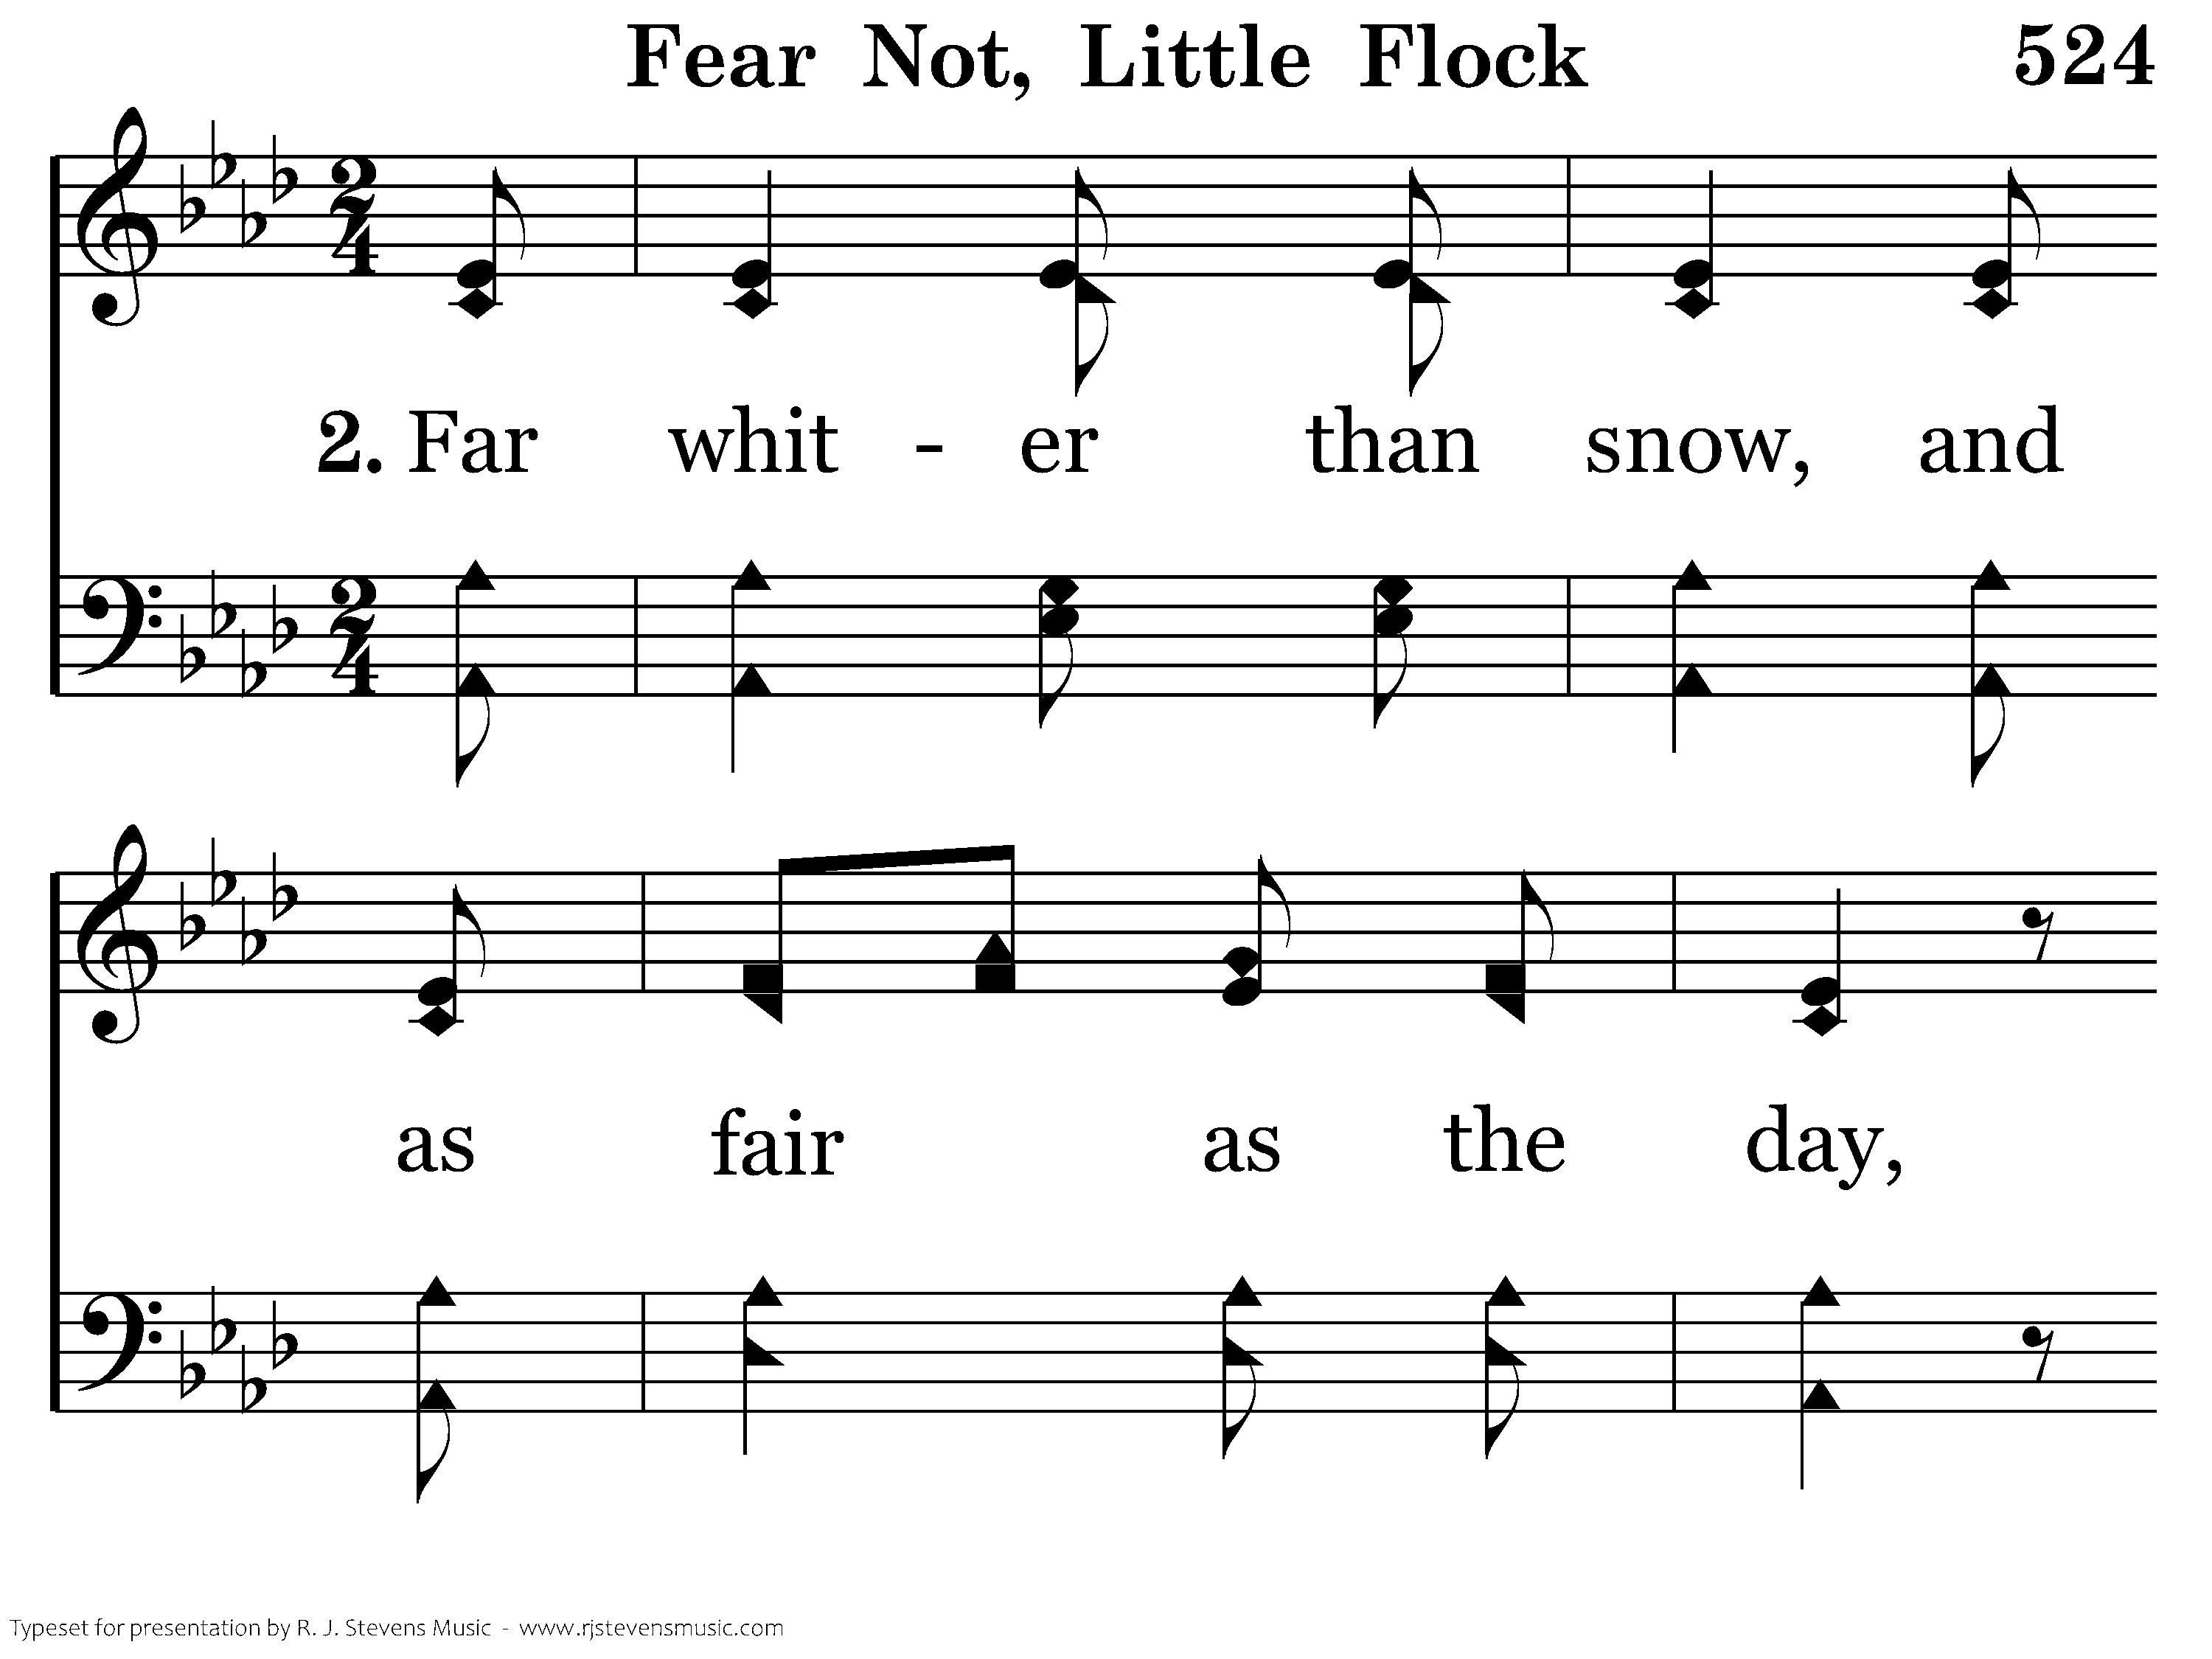 Fear Not, Little Flock 524
2. Far whit - er than snow, and
as fair as the day,
Typeset for presentation by R. J. Stevens Music - www.rjstevensmusic.com